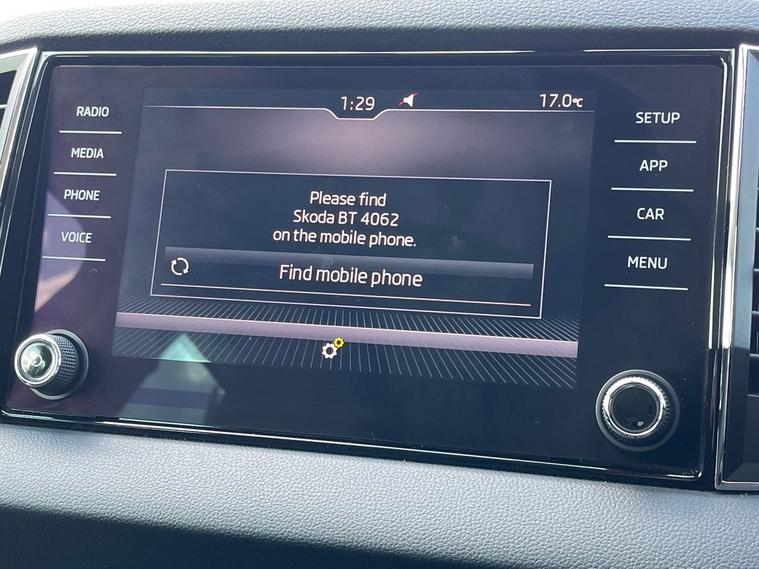 RADIO
MEDIA
PHONE
VOICE
1:29
17.0°C
Please find
Skoda BT 4062
on the mobile phone.
Find mobile phone
SETUP
APP
CAR
MENU